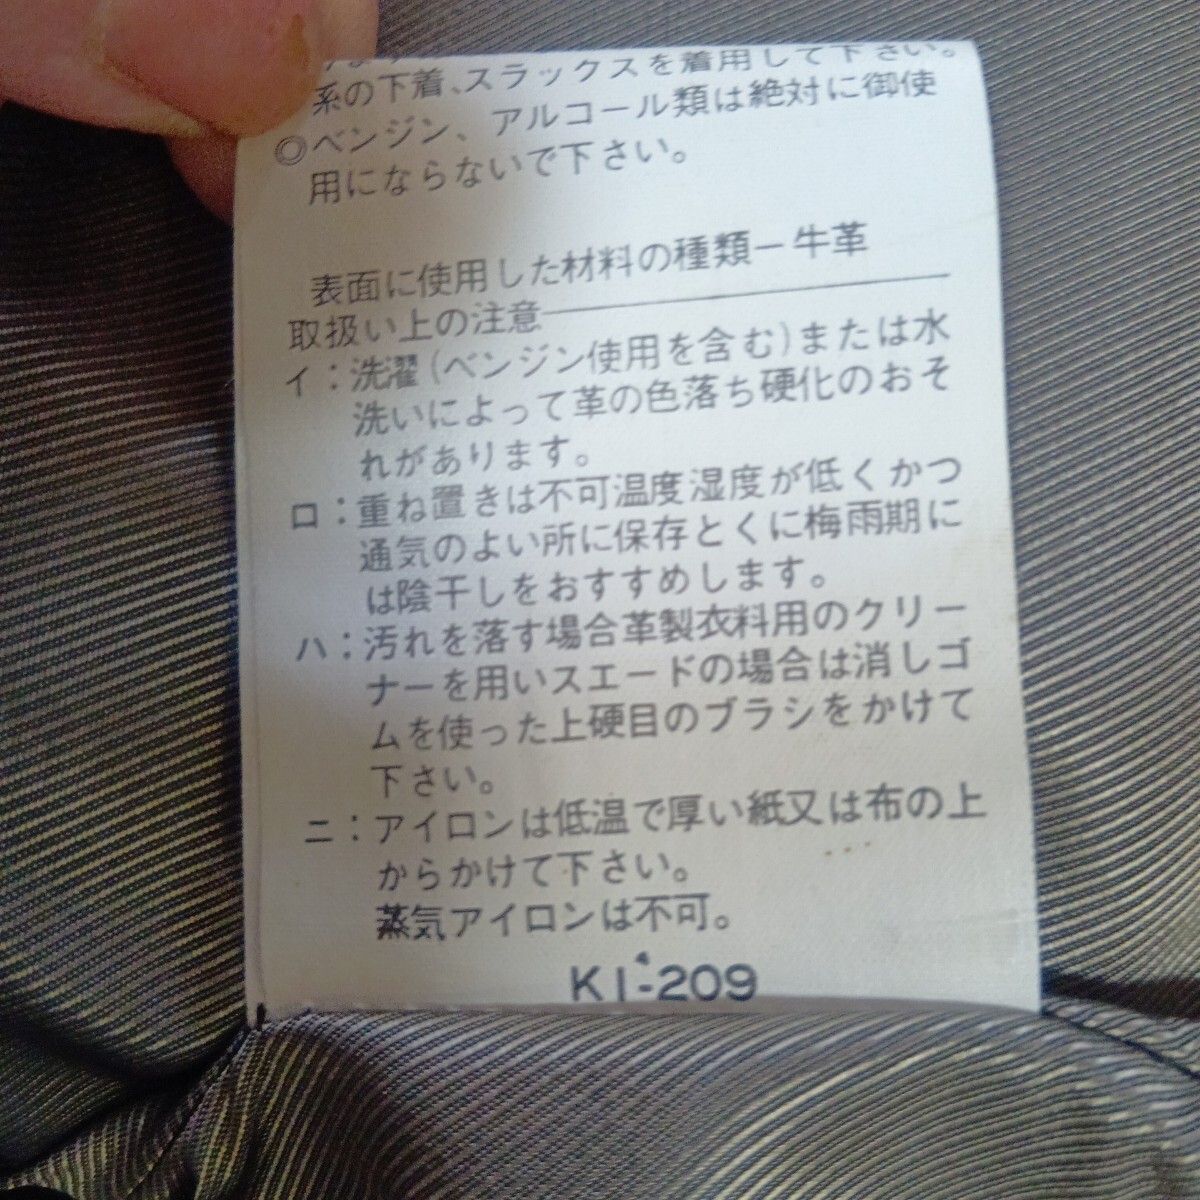 系の下着、スラックスを着用して下さい。
◎ベンジン、アルコール類は絶対に御使
用にならないで下さい。
表面に使用した材料の種類ー牛革
取扱い上の注意
イ：洗濯(ベンジン使用を含む)または水
洗いによって革の色落ち硬化のおそ
れがあります。
ロ：重ね置きは不可温度湿度が低くかつ
通気のよい所に保存とくに梅雨期に
は陰干しをおすすめします。
ハ：汚れを落す場合革製衣料用のクリー
ナーを用いスエードの場合は消しゴ
ムを使った上硬目のブラシをかけて
下さい。
ニ：アイロンは低温で厚い紙又は布の上
からかけて下さい。
蒸気アイロンは不可。
KI-209